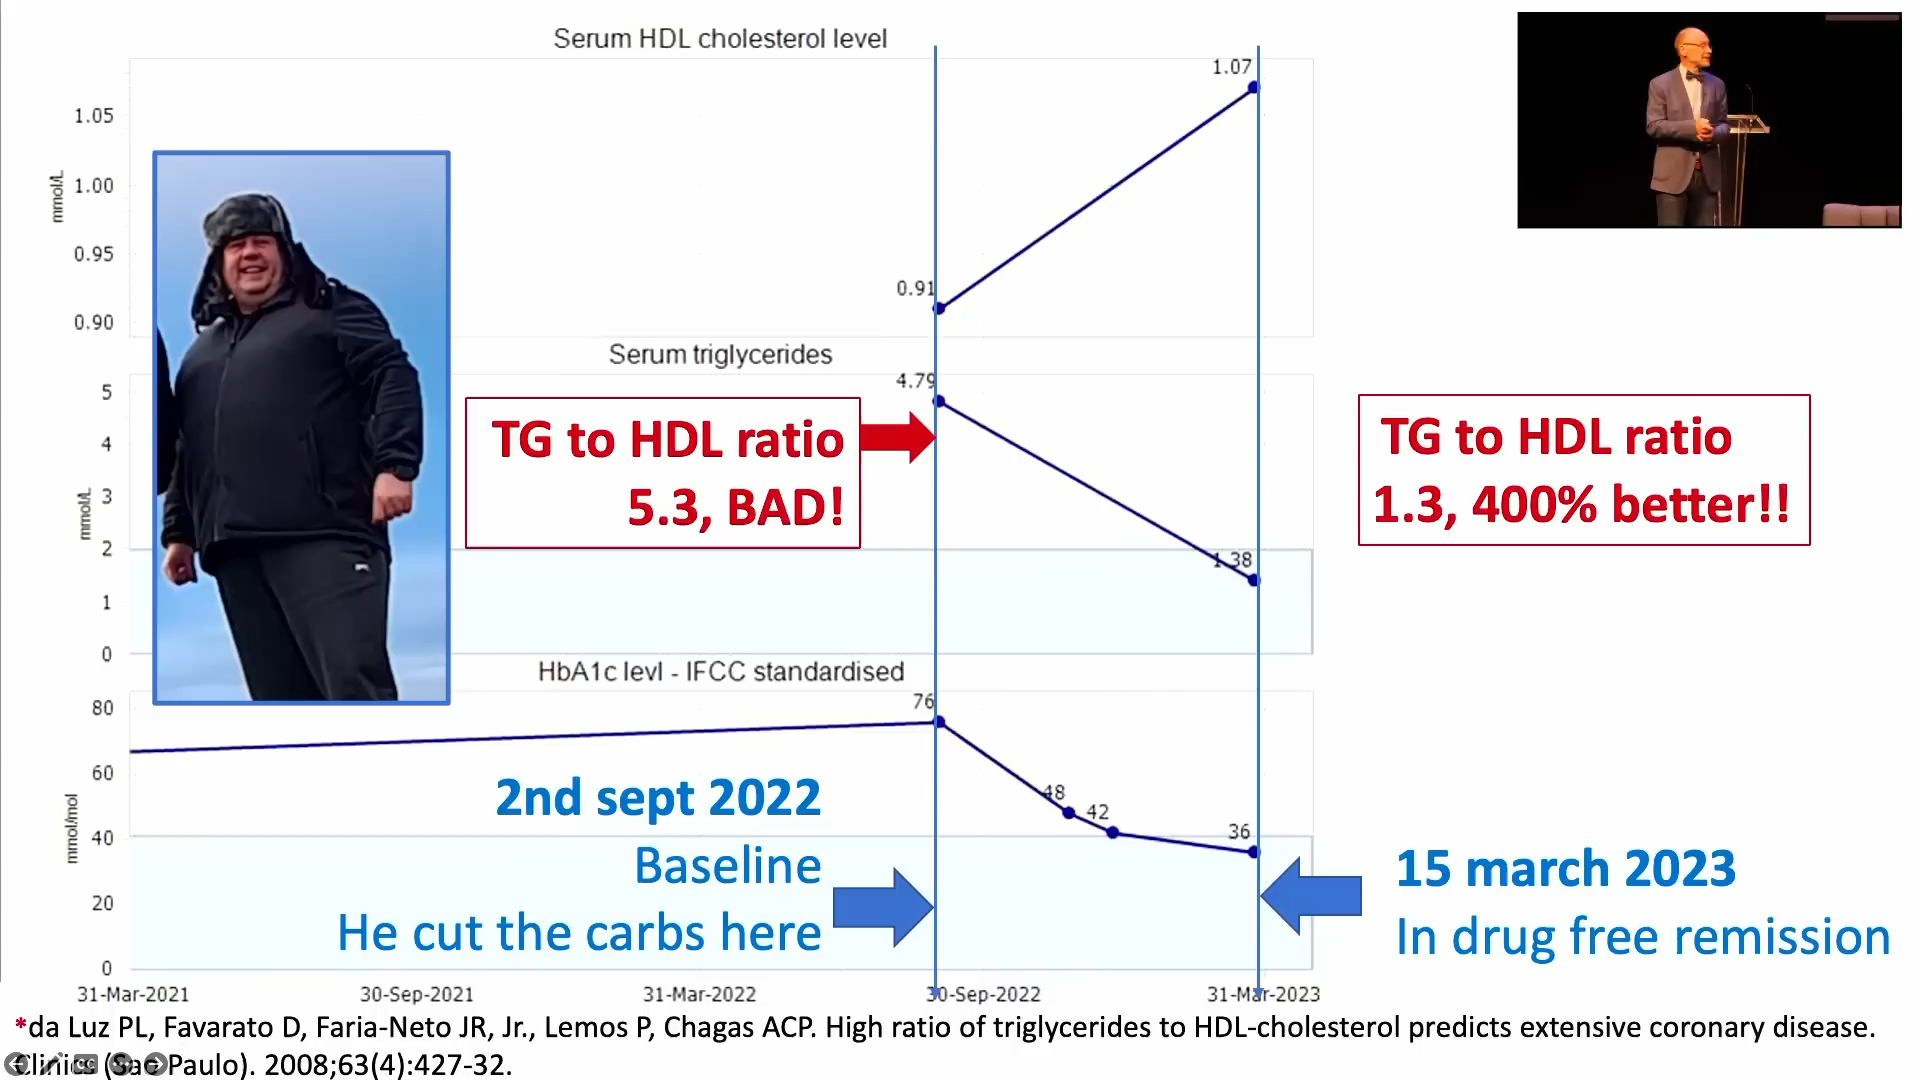 Serum HDL cholesterol level
1.07
1.05
mmol/L
1.00
0.95
0.91
0.90
Serum triglycerides
4.79
5
TG to HDL ratio
5.3, BAD!
TG to HDL ratio
1.3, 400% better!!
4
mmol/L
3
2
1.38
1
0
HbA1c levl - IFCC standardised
76
80
2nd sept 2022
60
48
42
mmol/mol
40
36
Baseline
15 march 2023
20
He cut the carbs here
In drug free remission
0
31-Mar-2021
30-Sep-2021
31-Mar-2022
30-Sep-2022
31-Mar-2023
*da Luz PL, Favarato D, Faria-Neto JR, Jr., Lemos P, Chagas ACP. High ratio of triglycerides to HDL-cholesterol predicts extensive coronary disease.
Clinics (Sao Paulo). 2008;63(4):427-32.